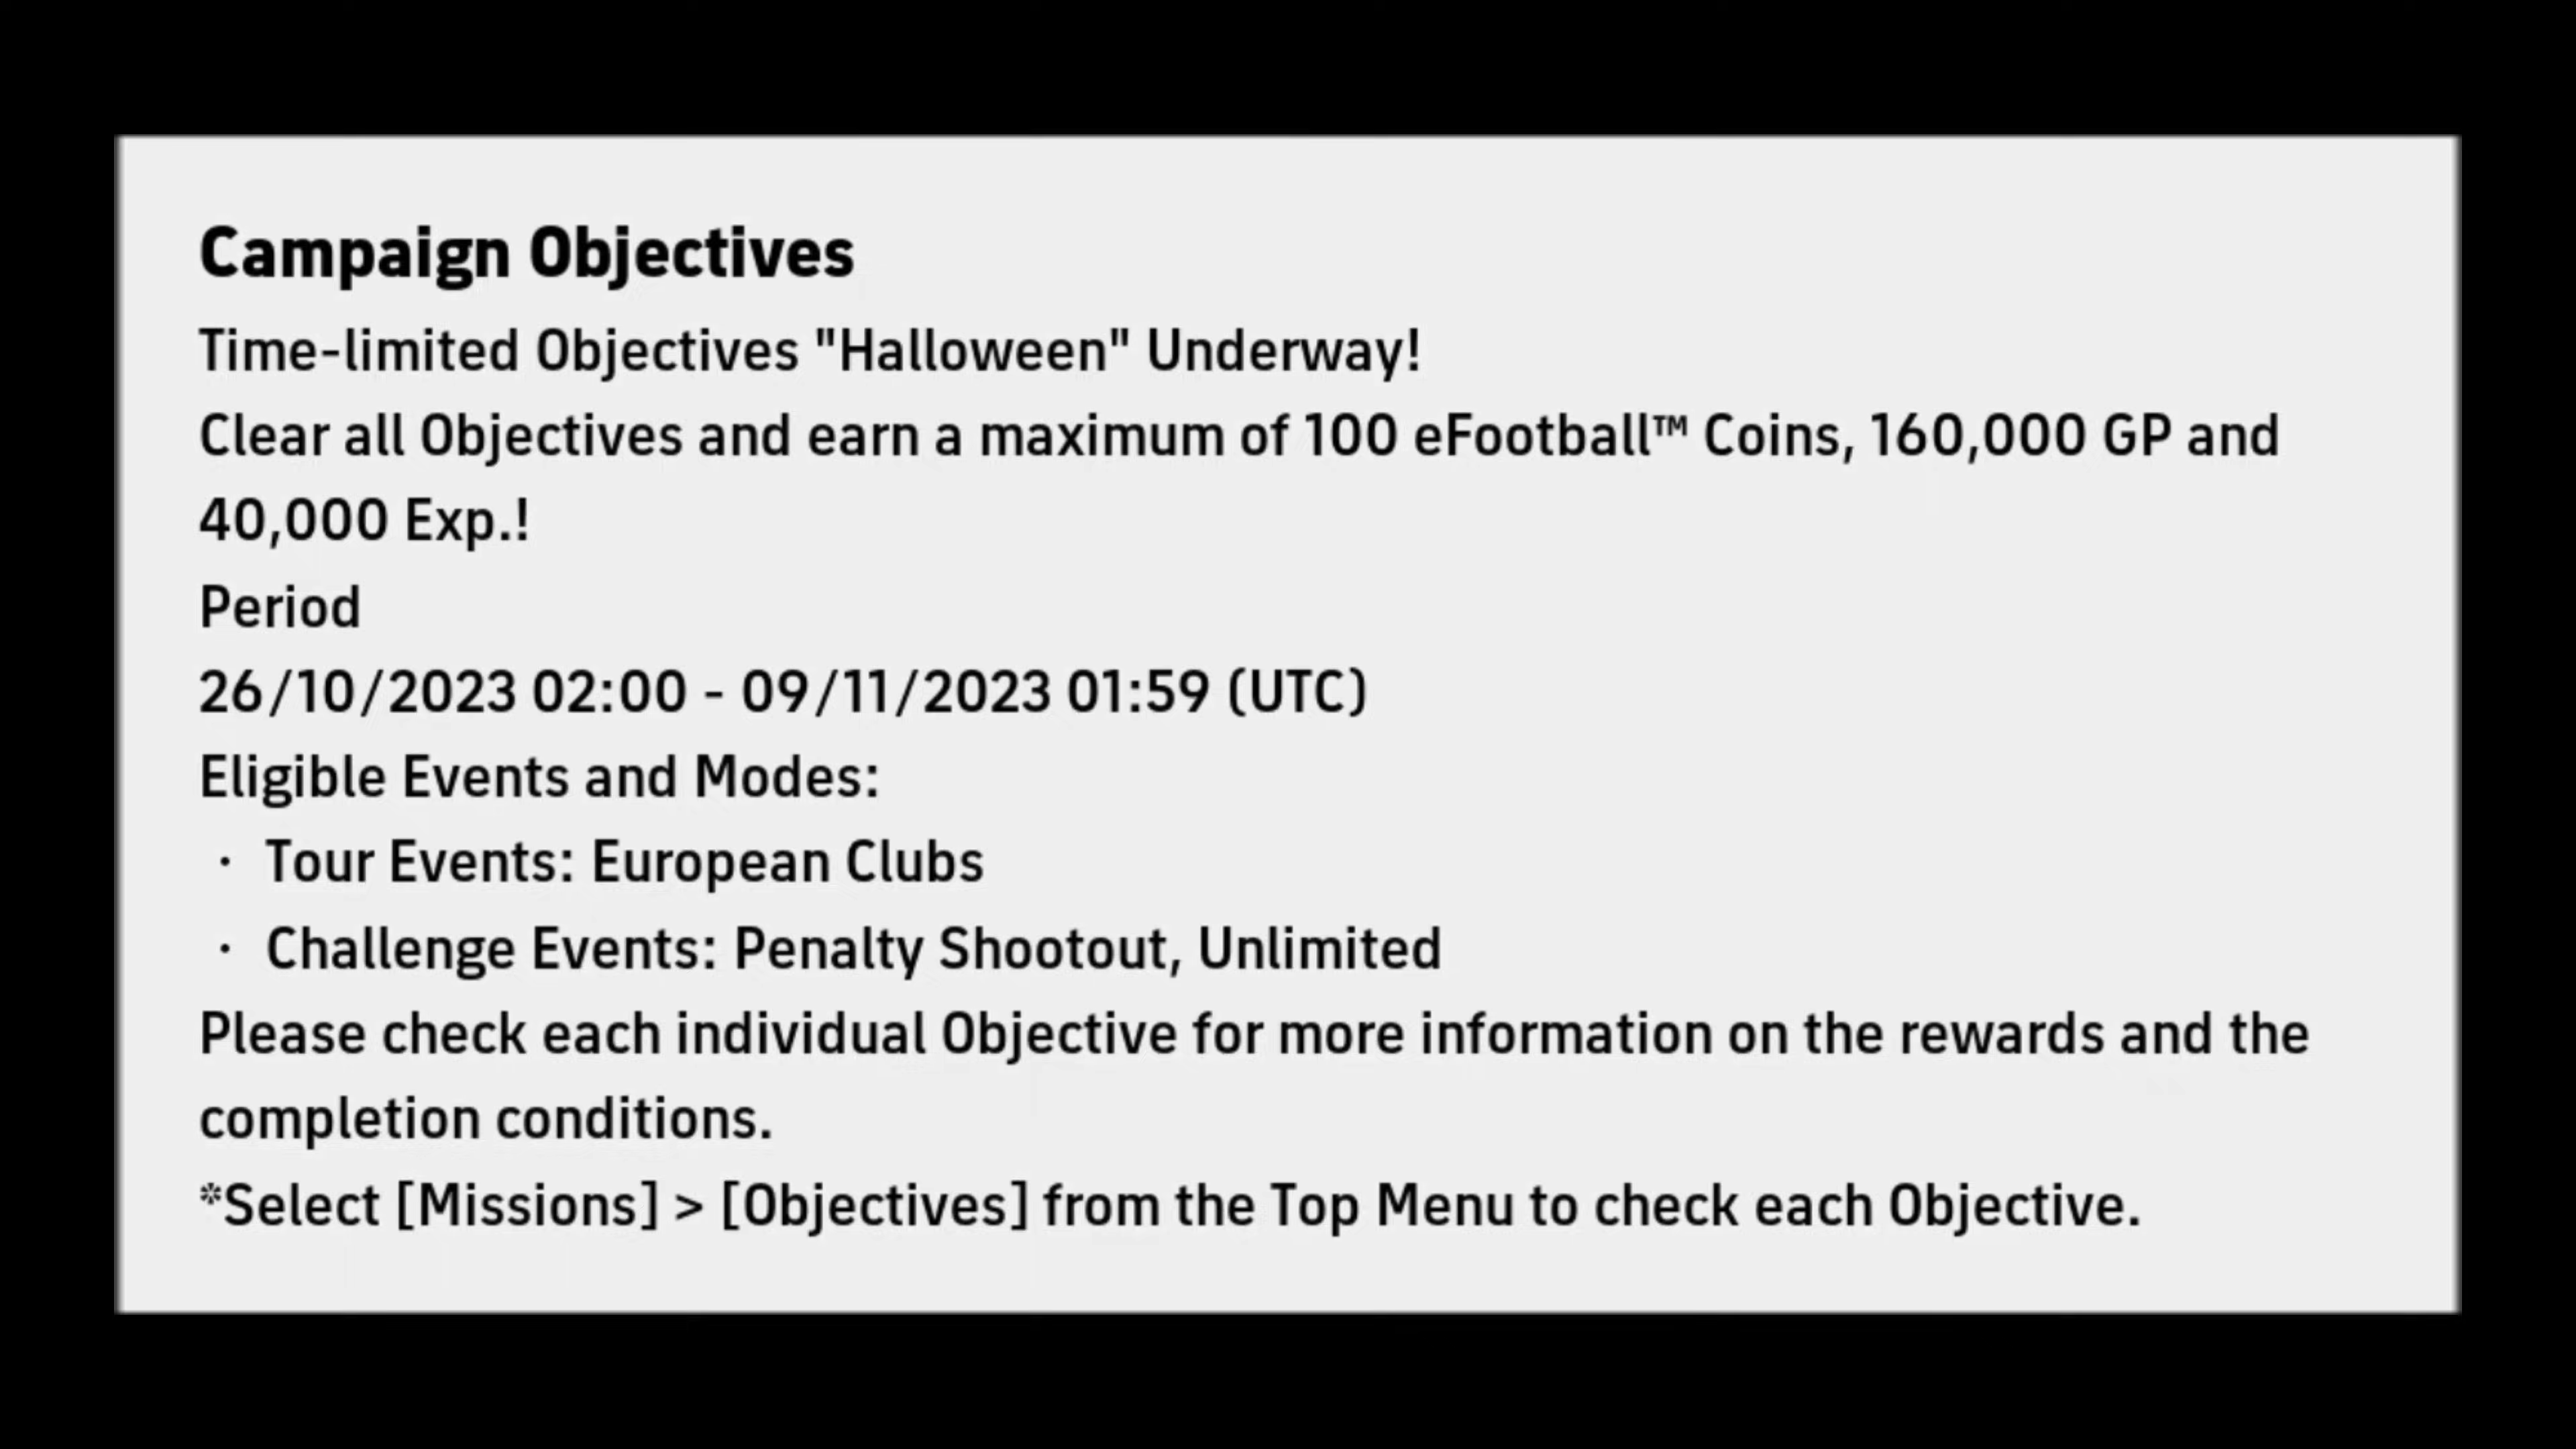 Campaign Objectives
Time-limited Objectives "Halloween" Underway!
Clear all Objectives and earn a maximum of 100 eFootball™ Coins, 160,000 GP and
40,000 Exp.!
Period
26/10/2023 02:00 - 09/11/2023 01:59 (UTC)
Eligible Events and Modes:
· Tour Events: European Clubs
· Challenge Events: Penalty Shootout, Unlimited
Please check each individual Objective for more information on the rewards and the
completion conditions.
*Select [Missions] > [Objectives] from the Top Menu to check each Objective.